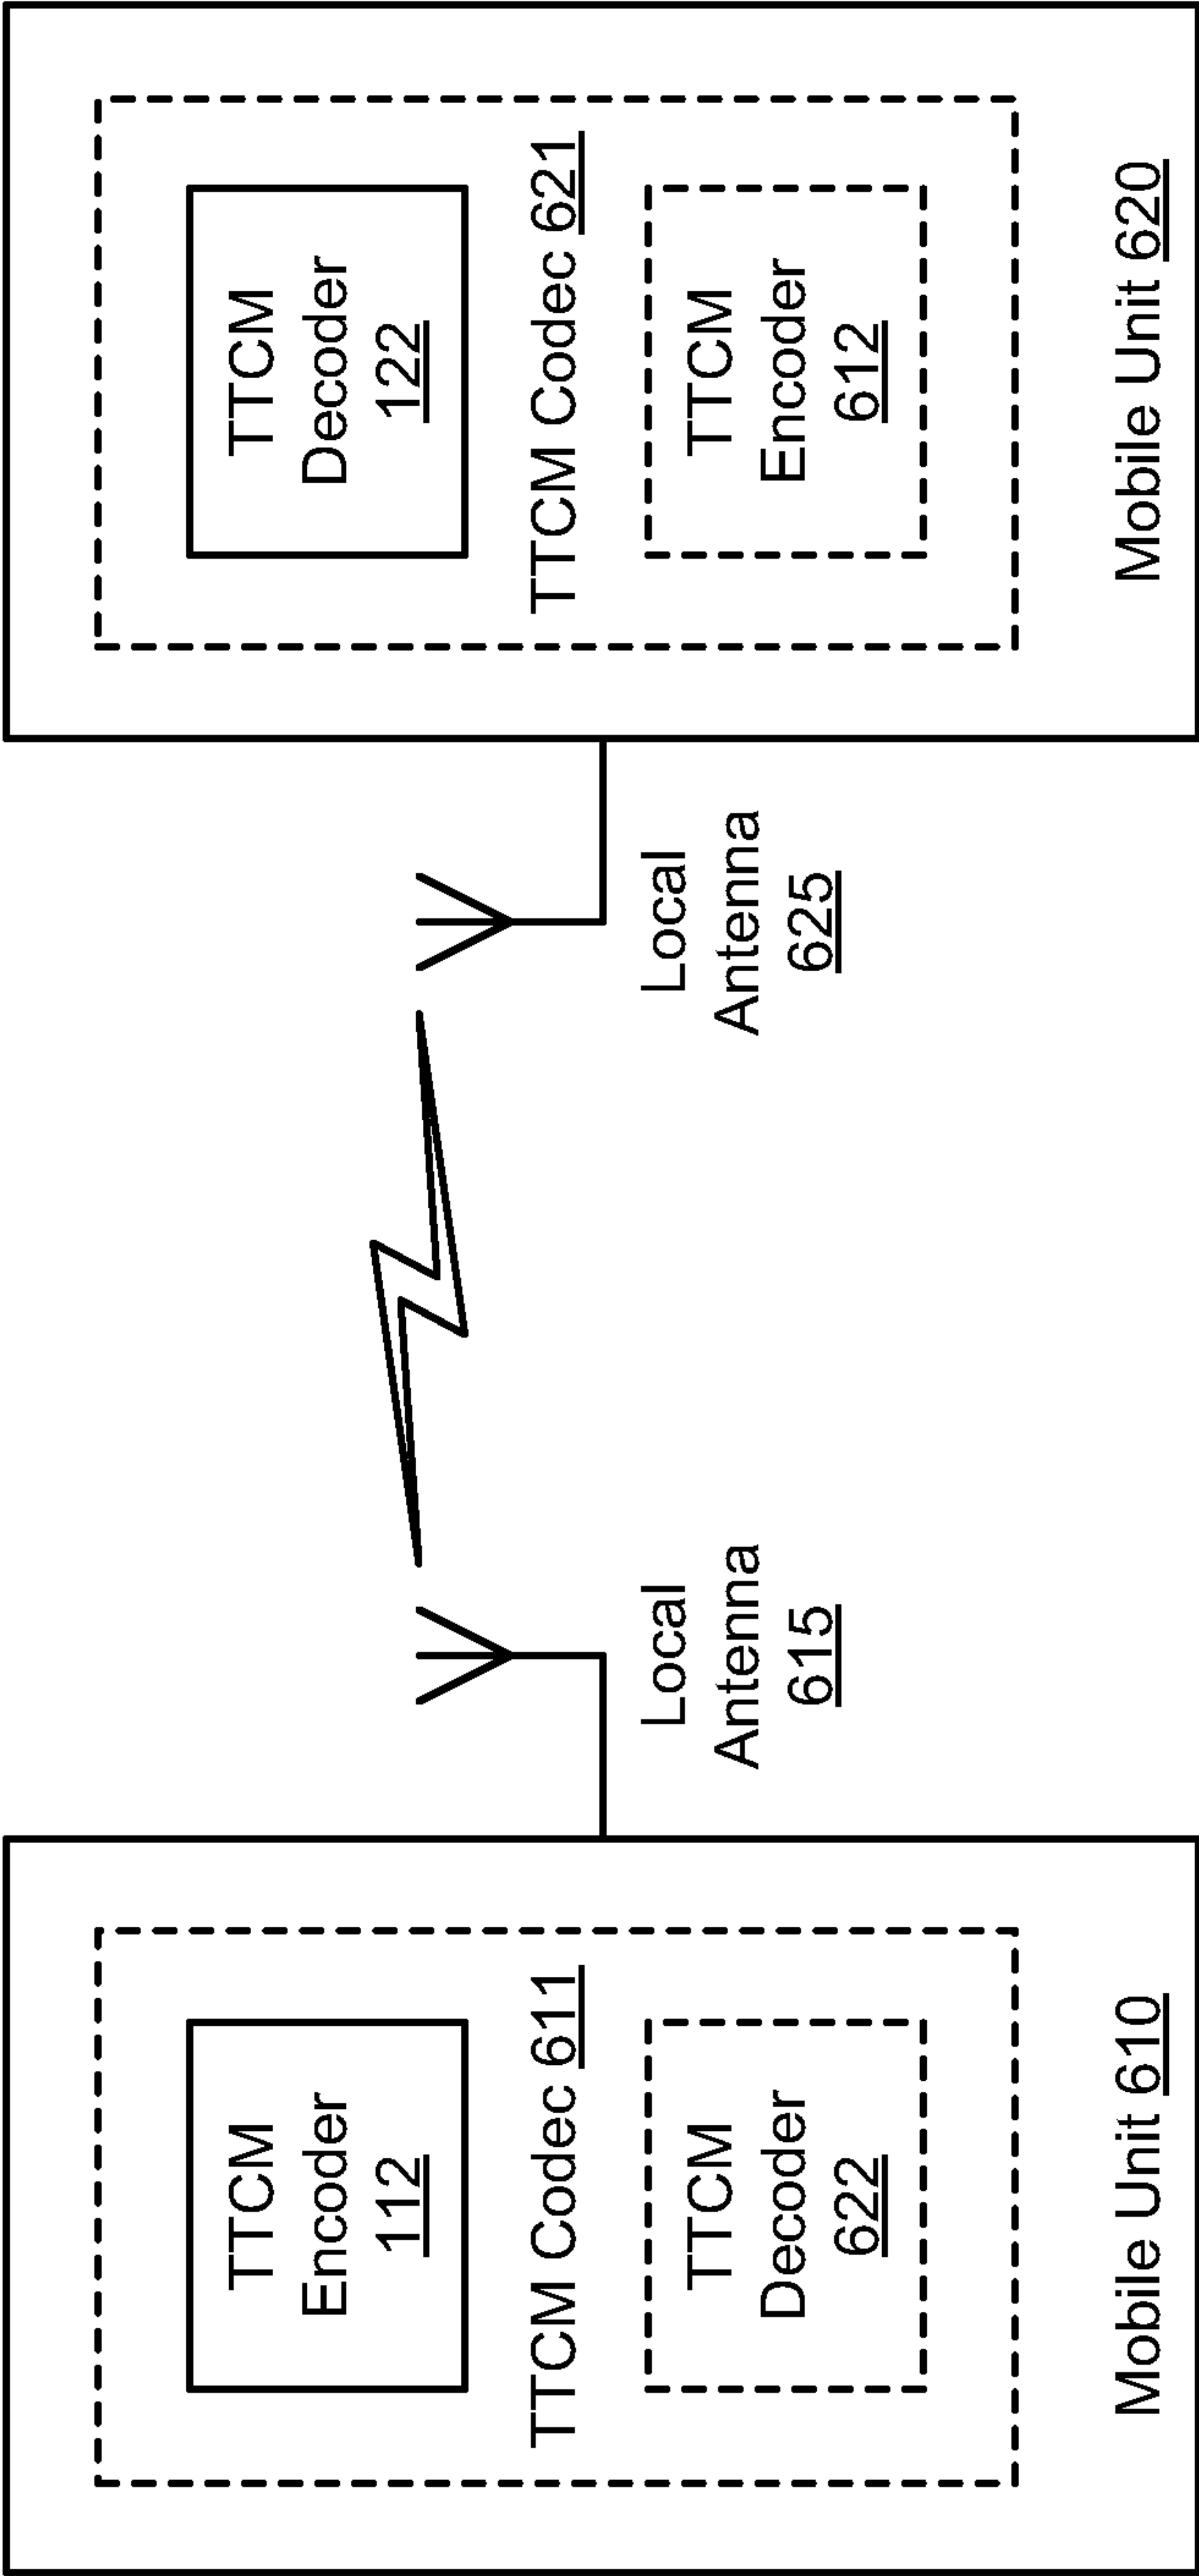 TTCM
Encoder
112
TTCM Codec 611
TTCM
Decoder
622
Mobile Unit 610
Local
Antenna
615
Local
Antenna
625
TTCM
Decoder
122
TTCM Codec 621
TTCM
Encoder
612
Mobile Unit 620